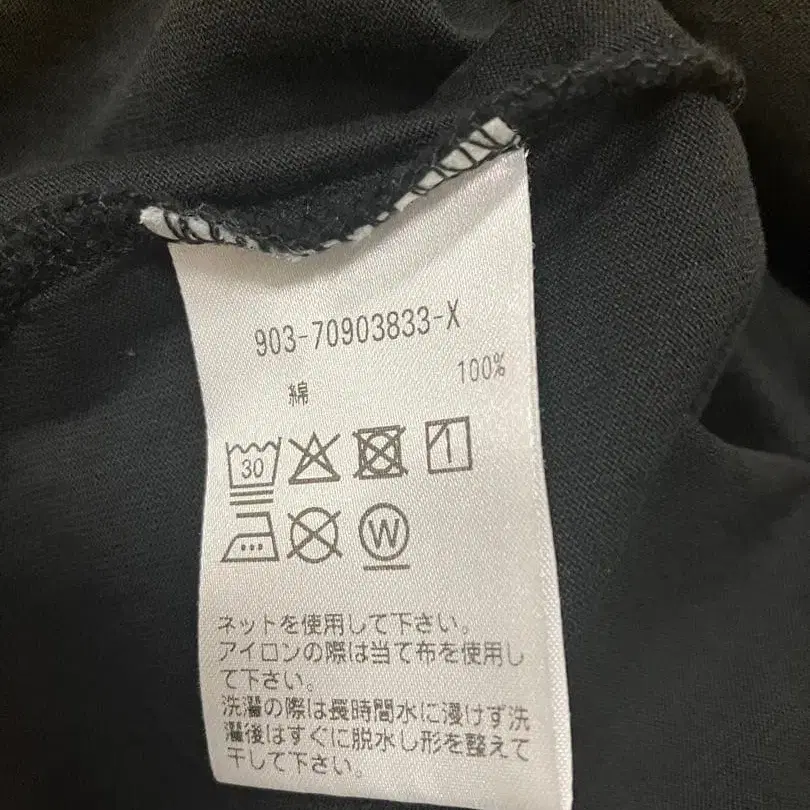 903-70903833-X
綿 100%
30
W
ネットを使用して下さい。
アイロンの際は当て布を使用し
て下さい。
洗濯の際は長時間水に浸けず洗
濯後はすぐに脱水し形を整えて
干して下さい。